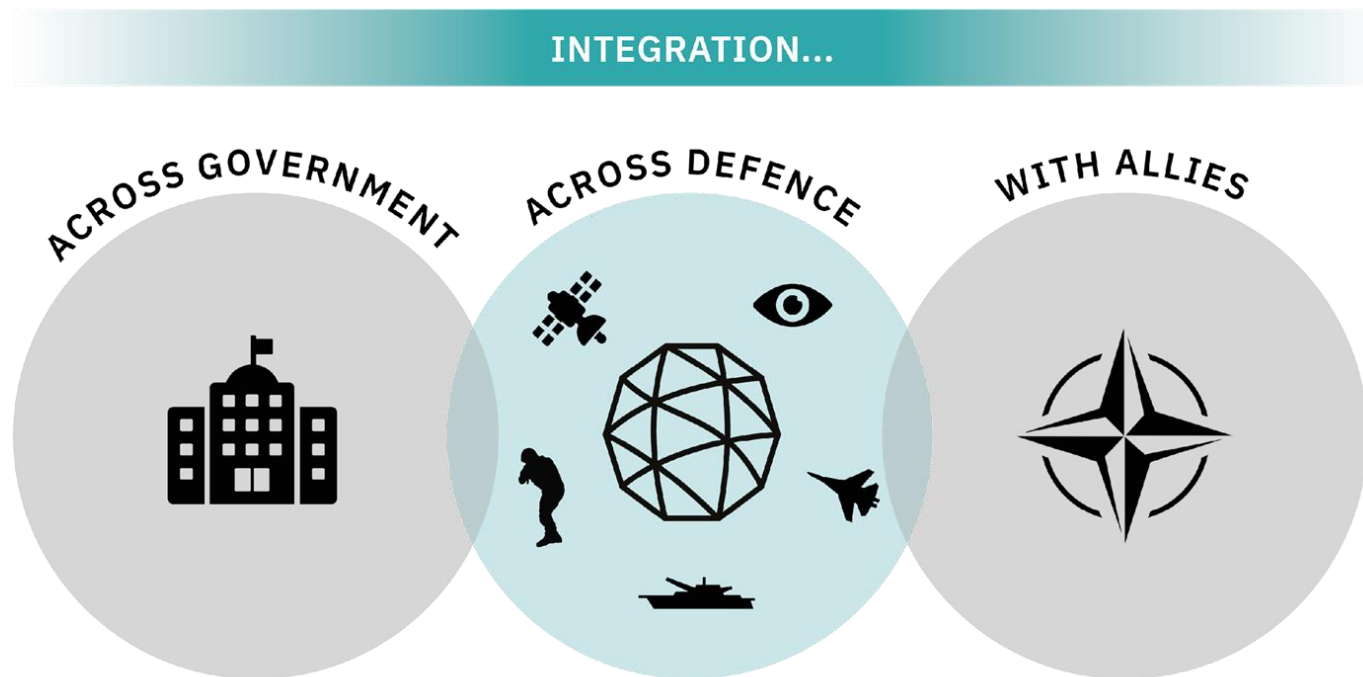 INTEGRATION...
ACROSS GOVERNMENT
ACROSS DEFENCE
WITH ALLIES